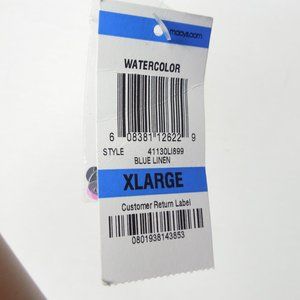 macys.com
WATERCOLOR
6 08381 12622 9
STYLE 41130LI899
BLUE LINEN
XLARGE
Customer Return Label
0801938143853